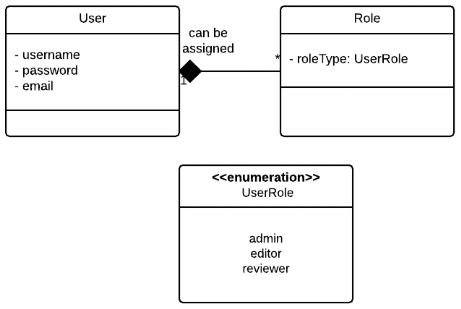 User
- username
- password
- email
can be
assigned
1
*
Role
- roleType: UserRole
<<enumeration>>
UserRole
admin
editor
reviewer